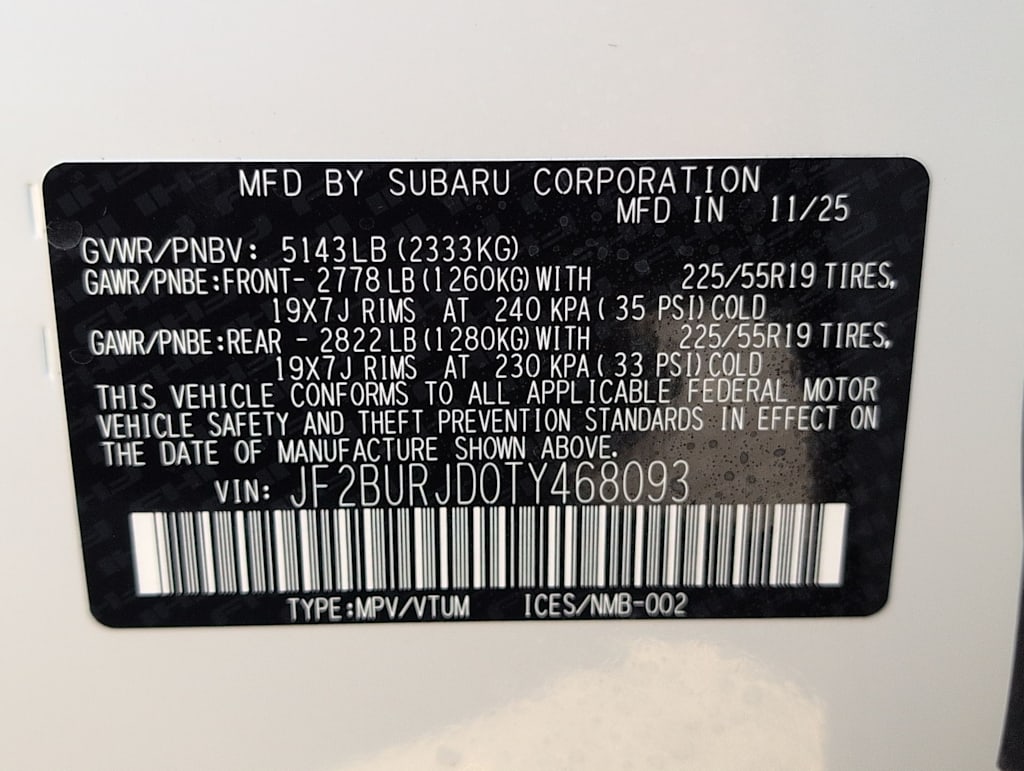 MFD BY SUBARU CORPORATION
MFD IN 11/25
GVWR/PNBV: 5143LB (2333KG)
GAWR/PNBE:FRONT- 2778 LB (1260KG) WITH 225/55R19 TIRES,
19X7J RIMS AT 240 KPA ( 35 PSI) COLD
GAWR/PNBE:REAR - 2822 LB (1280KG) WITH 225/55R19 TIRES,
19X7J RIMS AT 230 KPA ( 33 PSI) COLD
THIS VEHICLE CONFORMS TO ALL APPLICABLE FEDERAL MOTOR
VEHICLE SAFETY AND THEFT PREVENTION STANDARDS IN EFFECT ON
THE DATE OF MANUFACTURE SHOWN ABOVE.
VIN: JF2BURJD0TY468093
TYPE:MPV/VTUM ICES/NMB-002